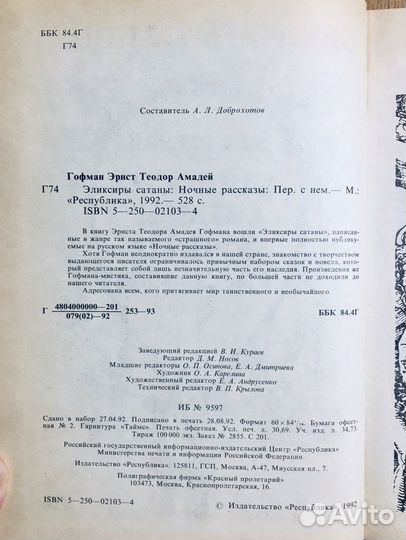 ББК 84.4Г
Г74
Составитель А. Л. Доброхотов
Гофман Эрнст Теодор Амадей
Г74 Эликсиры сатаны: Ночные рассказы: Пер. с нем.— М.:
«Республика», 1992.— 528 с.
ISBN 5—250—02103—4
В книгу Эрнста Теодора Амадея Гофмана вошли «Эликсиры сатаны», написан-
ные в жанре так называемого «страшного» романа, и впервые полностью публику-
емые на русском языке «Ночные рассказы».
Хотя Гофман неоднократно издавался в нашей стране, знакомство с творчеством
выдающегося писателя ограничивалось привычным набором сказок и новелл, кото-
рый представляет собой лишь незначительную часть его наследия. Произведения же
Гофмана-мистика, составившие данную книгу, по большей части не доходили до
нашего читателя.
Адресована всем, кого притягивает мир таинственного и необычайного.
Г 4804000000—201 / 079(02)—92 253—93 ББК 84.4Г
Заведующий редакцией В. И. Кураев
Редактор Д. М. Носов
Младшие редакторы О. П. Осипова, Е. А. Дмитриева
Художник О. А. Карелина
Художественный редактор Е. А. Андрусенко
Технический редактор В. П. Крылова
ИБ № 9597
Сдано в набор 27.04.92. Подписано в печать 28.08.92. Формат 60×84¹/₁₆. Бумага офсет-
ная № 2. Гарнитура «Таймс». Печать офсетная. Усл. печ. л. 30,69. Уч. изд. л. 34,73.
Тираж 100 000 экз. Заказ № 2855. С 201.
Российский государственный информационно-издательский Центр «Республика»
Министерства печати и информации Российской Федерации.
Издательство «Республика». 125811, ГСП, Москва, А-47, Миусская пл., 7.
Полиграфическая фирма «Красный пролетарий»
103473, Москва, Краснопролетарская, 16.
ISBN 5—250—02103—4
© Издательство «Республика», 1992
Avito